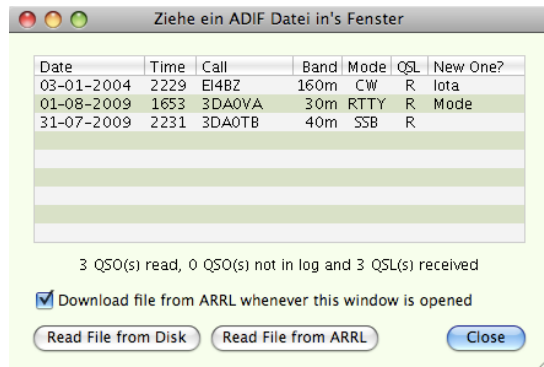 Ziehe ein ADIF Datei in's Fenster
Date Time Call Band Mode QSL New One?
03-01-2004 2229 EI4BZ 160m CW R Iota
01-08-2009 1653 3DA0VA 30m RTTY R Mode
31-07-2009 2231 3DA0TB 40m SSB R
3 QSO(s) read, 0 QSO(s) not in log and 3 QSL(s) received
Download file from ARRL whenever this window is opened
Read File from Disk Read File from ARRL Close